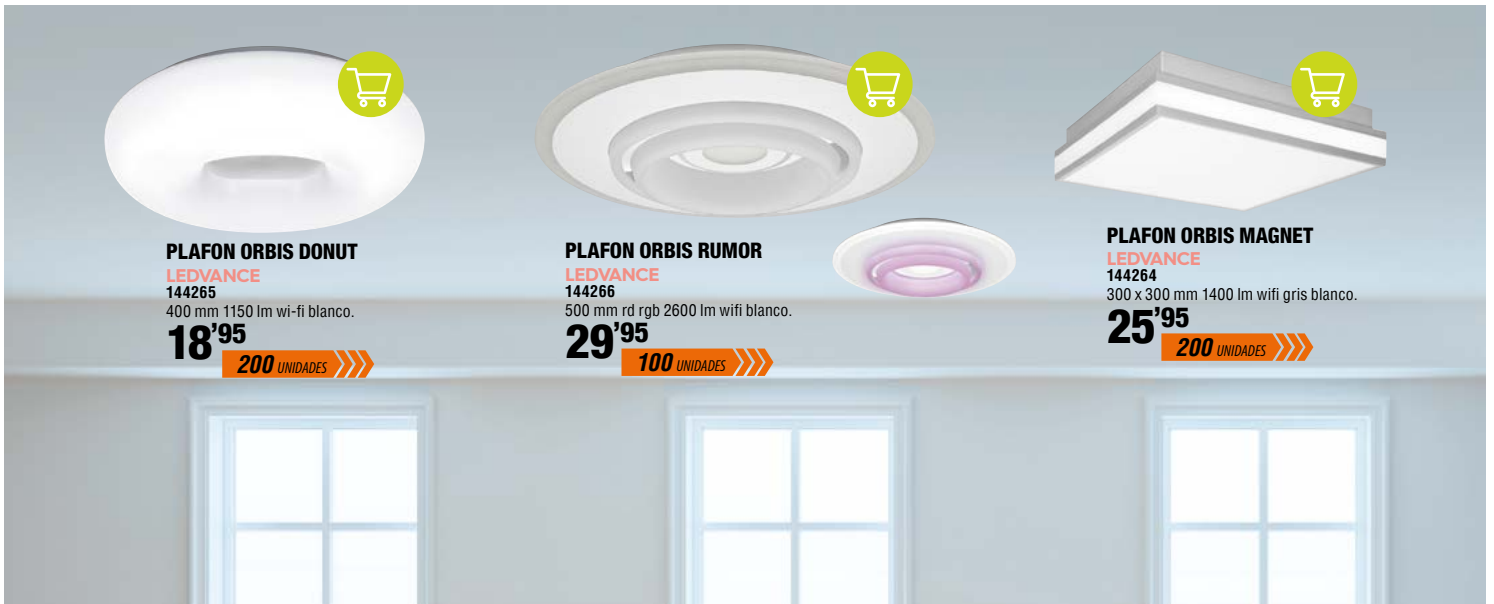 PLAFON ORBIS DONUT
LEDVANCE
144265
400 mm 1150 lm wi-fi blanco.
18’95
200 UNIDADES
PLAFON ORBIS RUMOR
LEDVANCE
144266
500 mm rd rgb 2600 lm wifi blanco.
29’95
100 UNIDADES
PLAFON ORBIS MAGNET
LEDVANCE
144264
300 x 300 mm 1400 lm wifi gris blanco.
25’95
200 UNIDADES